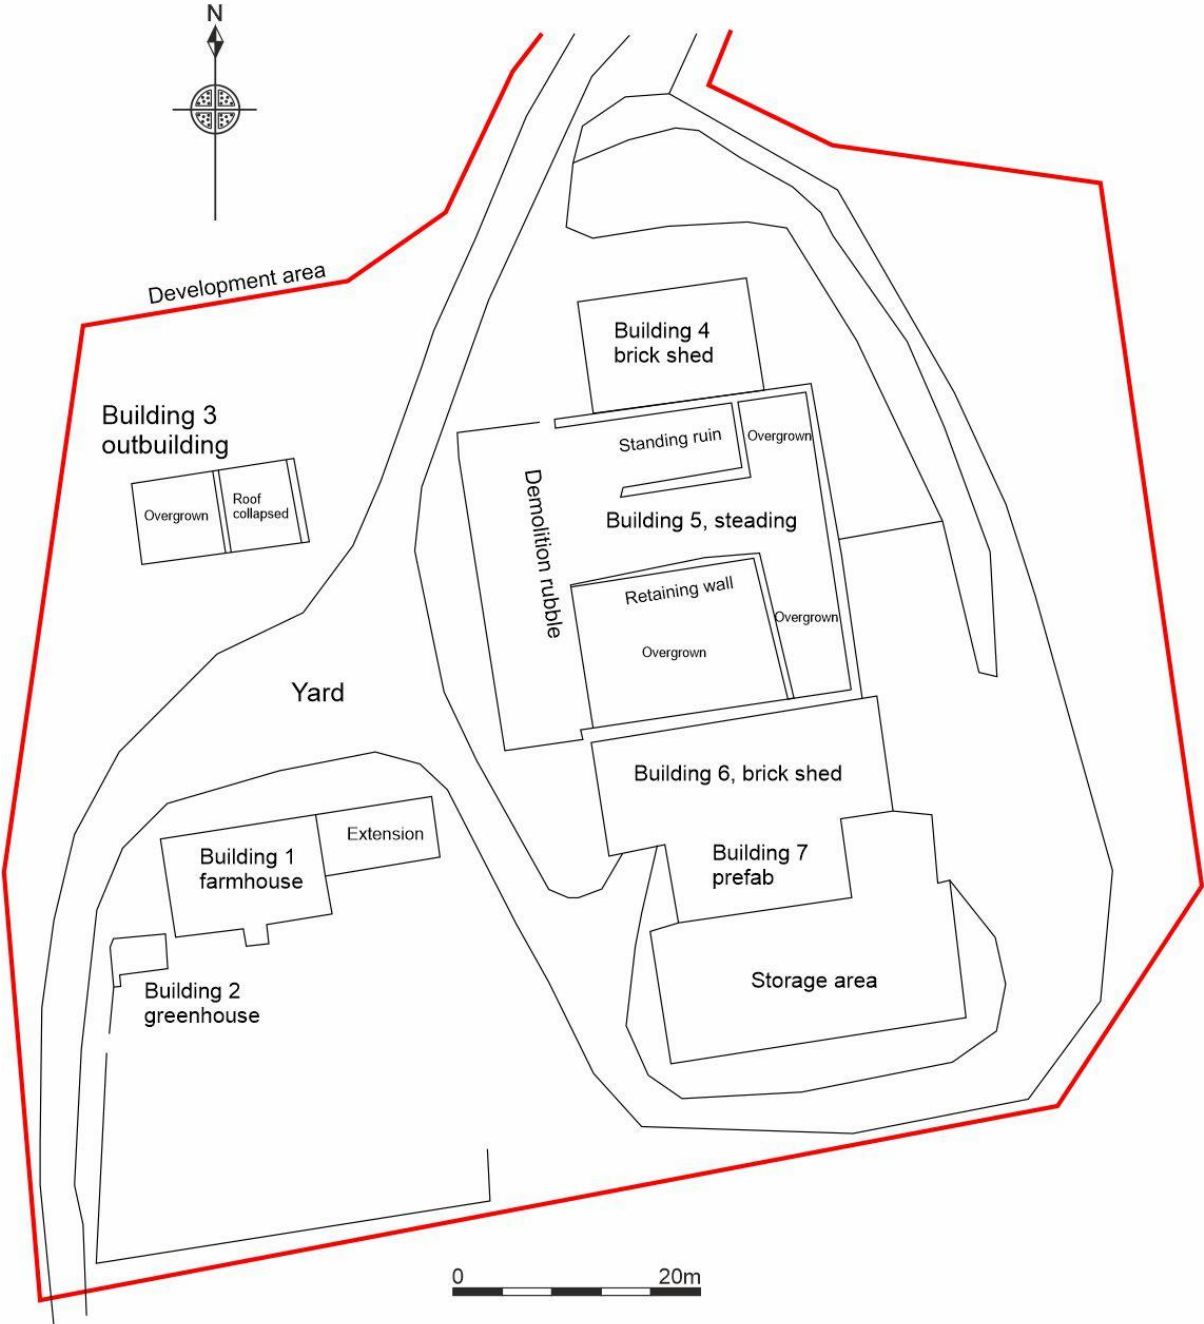 N
Development area
Building 4
brick shed
Building 3
outbuilding
Standing ruin
Overgrown
Overgrown
Roof
collapsed
Demolition rubble
Building 5, steading
Retaining wall
Overgrown
Overgrown
Yard
Building 6, brick shed
Extension
Building 1
farmhouse
Building 7
prefab
Storage area
Building 2
greenhouse
0 20m